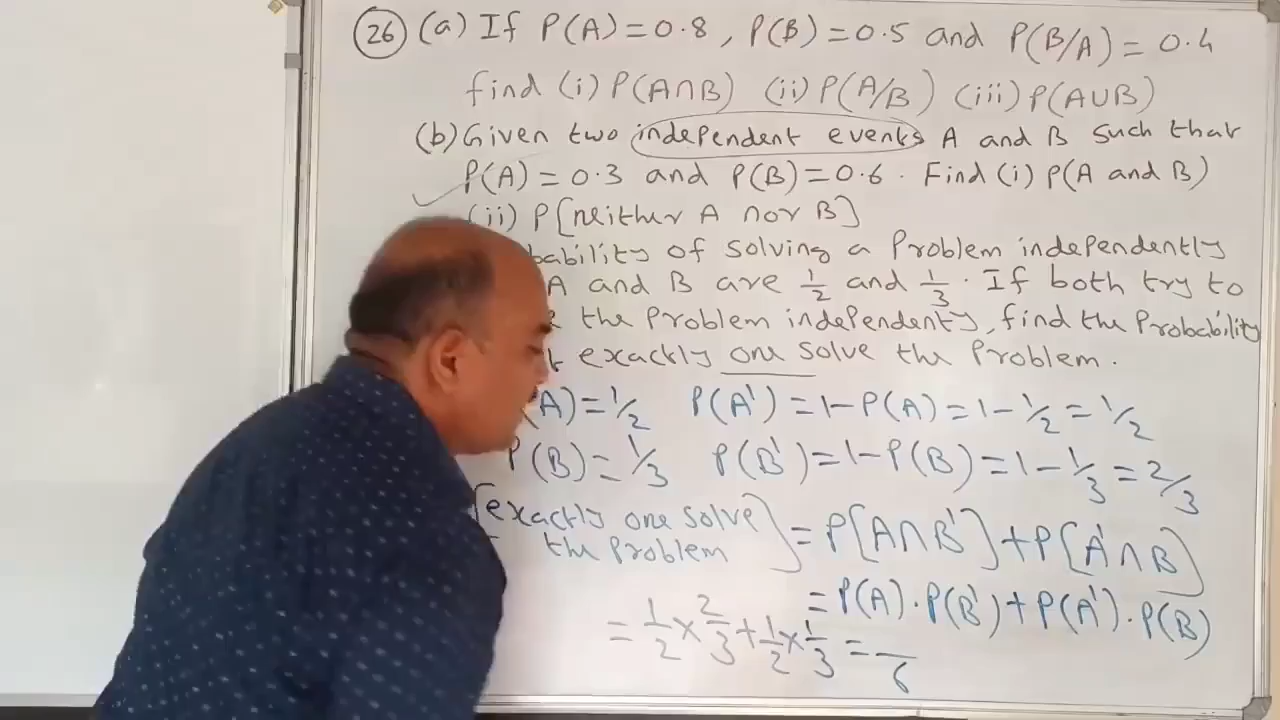 26 (a) If P(A)=0.8, P(B)=0.5 and P(B/A)=0.4
find (i) P(A∩B) (ii) P(A/B) (iii) P(A∪B)
(b) Given two independent events A and B such that
P(A)=0.3 and P(B)=0.6. Find (i) P(A and B)
(ii) P[neither A nor B]
bability of solving a Problem independently
A and B are 1/2 and 1/3. If both try to
the Problem independenty, find the Probability
exactly one solve the Problem.
(A)=1/2 P(A')=1-P(A)=1-1/2=1/2
P(B)=1/3 P(B')=1-P(B)=1-1/3=2/3
[exactly one solve the Problem]=P[A∩B']+P[A'∩B]
=P(A).P(B')+P(A').P(B)
=1/2×2/3+1/2×1/3= /6